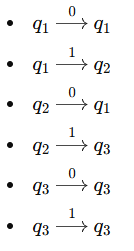 • q₁ —0→ q₁
• q₁ —1→ q₂
• q₂ —0→ q₁
• q₂ —1→ q₃
• q₃ —0→ q₃
• q₃ —1→ q₃